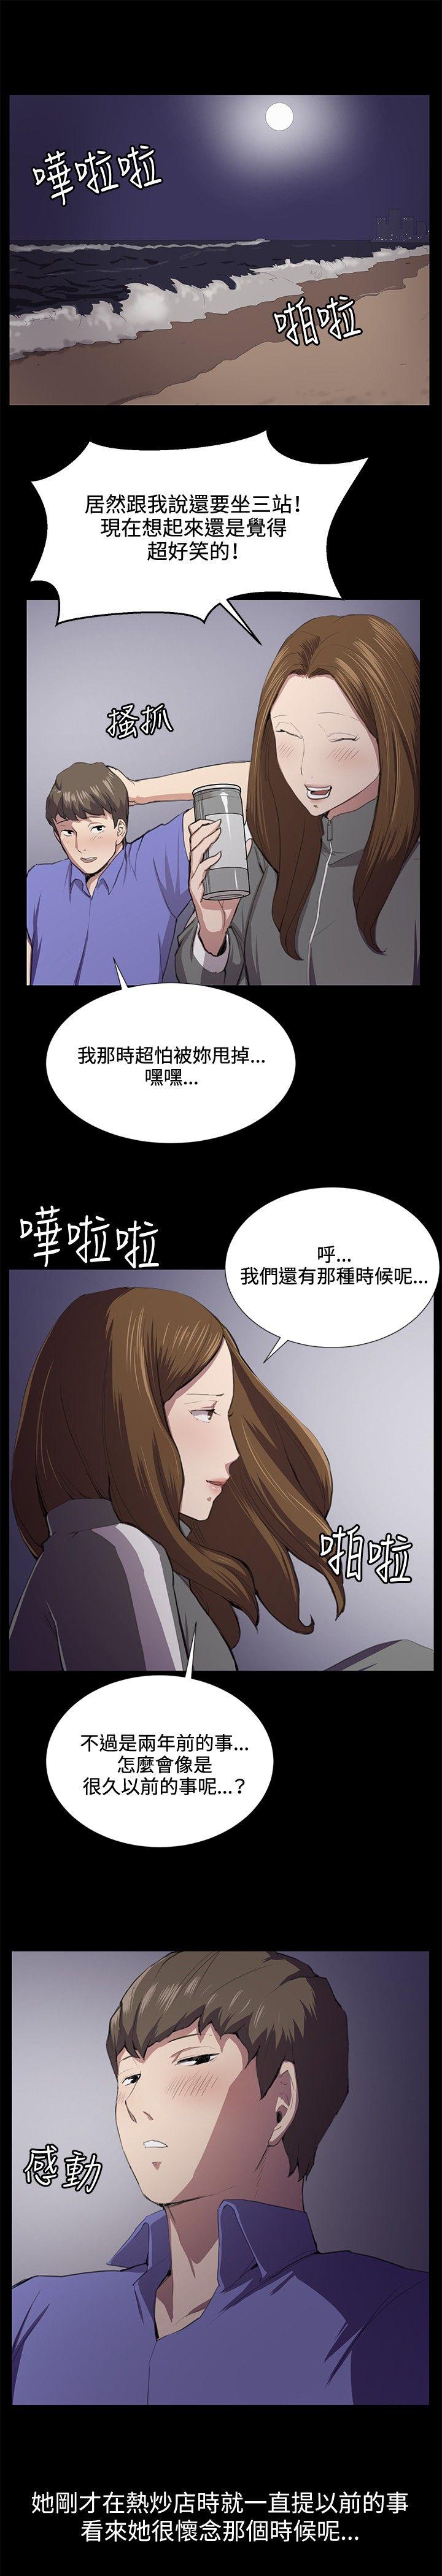 嘩啦啦
啪啦
居然跟我說還要坐三站！
現在想起來還是覺得
超好笑的！
搔抓
我那時超怕被妳甩掉...
嘿嘿...
嘩啦啦
呼...
我們還有那種時候呢...
啪啦
不過是兩年前的事...
怎麼會像是
很久以前的事呢...？
感動
她剛才在熱炒店時就一直提以前的事
看來她很懷念那個時候呢...